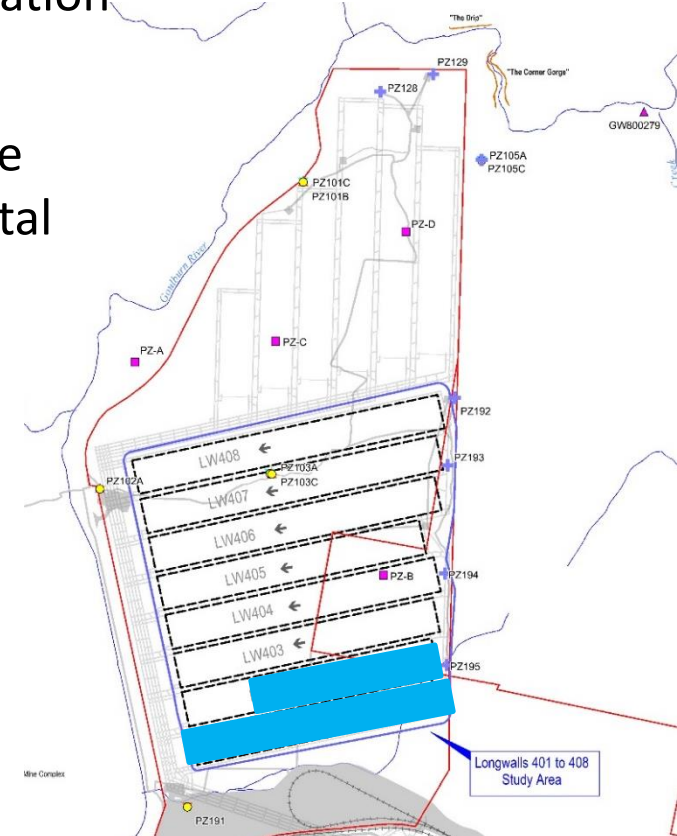 ation
e
tal
"The Drip"
"The Corner Gorge"
PZ129
PZ128
GW800279
PZ105A
PZ105C
Creek
PZ101C
PZ101B
PZ-D
Goulburn River
PZ-A
PZ-C
PZ192
LW408
PZ193
PZ103A
PZ103C
PZ102A
LW407
LW406
LW405
PZ-B
PZ194
LW404
LW403
PZ195
Longwalls 401 to 408
Study Area
Mine Complex
PZ191